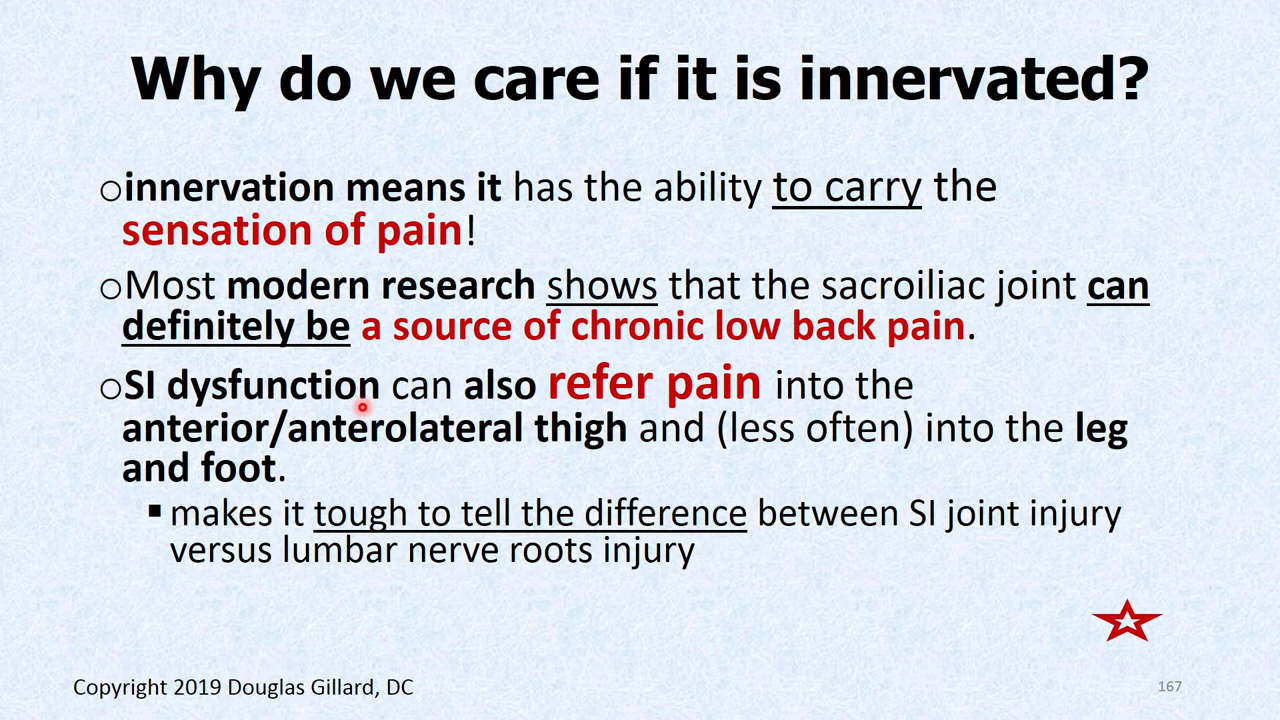 Why do we care if it is innervated?
○innervation means it has the ability to carry the
sensation of pain!
○Most modern research shows that the sacroiliac joint can
definitely be a source of chronic low back pain.
○SI dysfunction can also refer pain into the
anterior/anterolateral thigh and (less often) into the leg
and foot.
▪makes it tough to tell the difference between SI joint injury
versus lumbar nerve roots injury
Copyright 2019 Douglas Gillard, DC
167